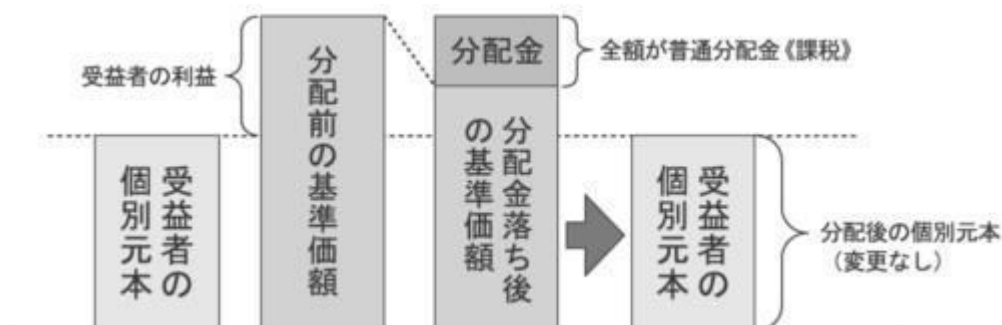 受益者の利益
受益者の
個別元本
分配前の基準価額
分配金
全額が普通分配金《課税》
分配金落ち後
の基準価額
受益者の
個別元本
分配後の個別元本
（変更なし）